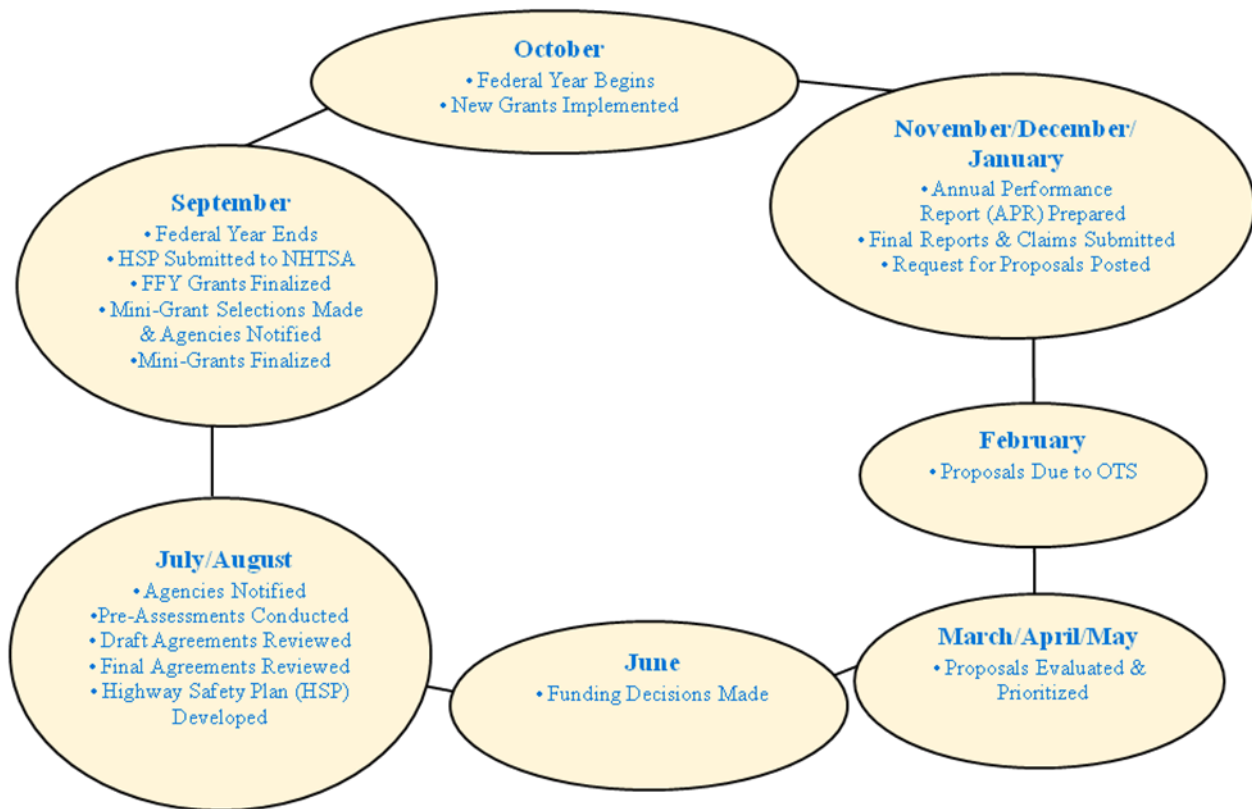 October
• Federal Year Begins
• New Grants Implemented
November/December/
January
• Annual Performance
Report (APR) Prepared
• Final Reports & Claims Submitted
• Request for Proposals Posted
February
• Proposals Due to OTS
March/April/May
• Proposals Evaluated &
Prioritized
June
• Funding Decisions Made
July/August
• Agencies Notified
•Pre-Assessments Conducted
• Draft Agreements Reviewed
• Final Agreements Reviewed
• Highway Safety Plan (HSP)
Developed
September
• Federal Year Ends
• HSP Submitted to NHTSA
• FFY Grants Finalized
• Mini-Grant Selections Made
& Agencies Notified
•Mini-Grants Finalized